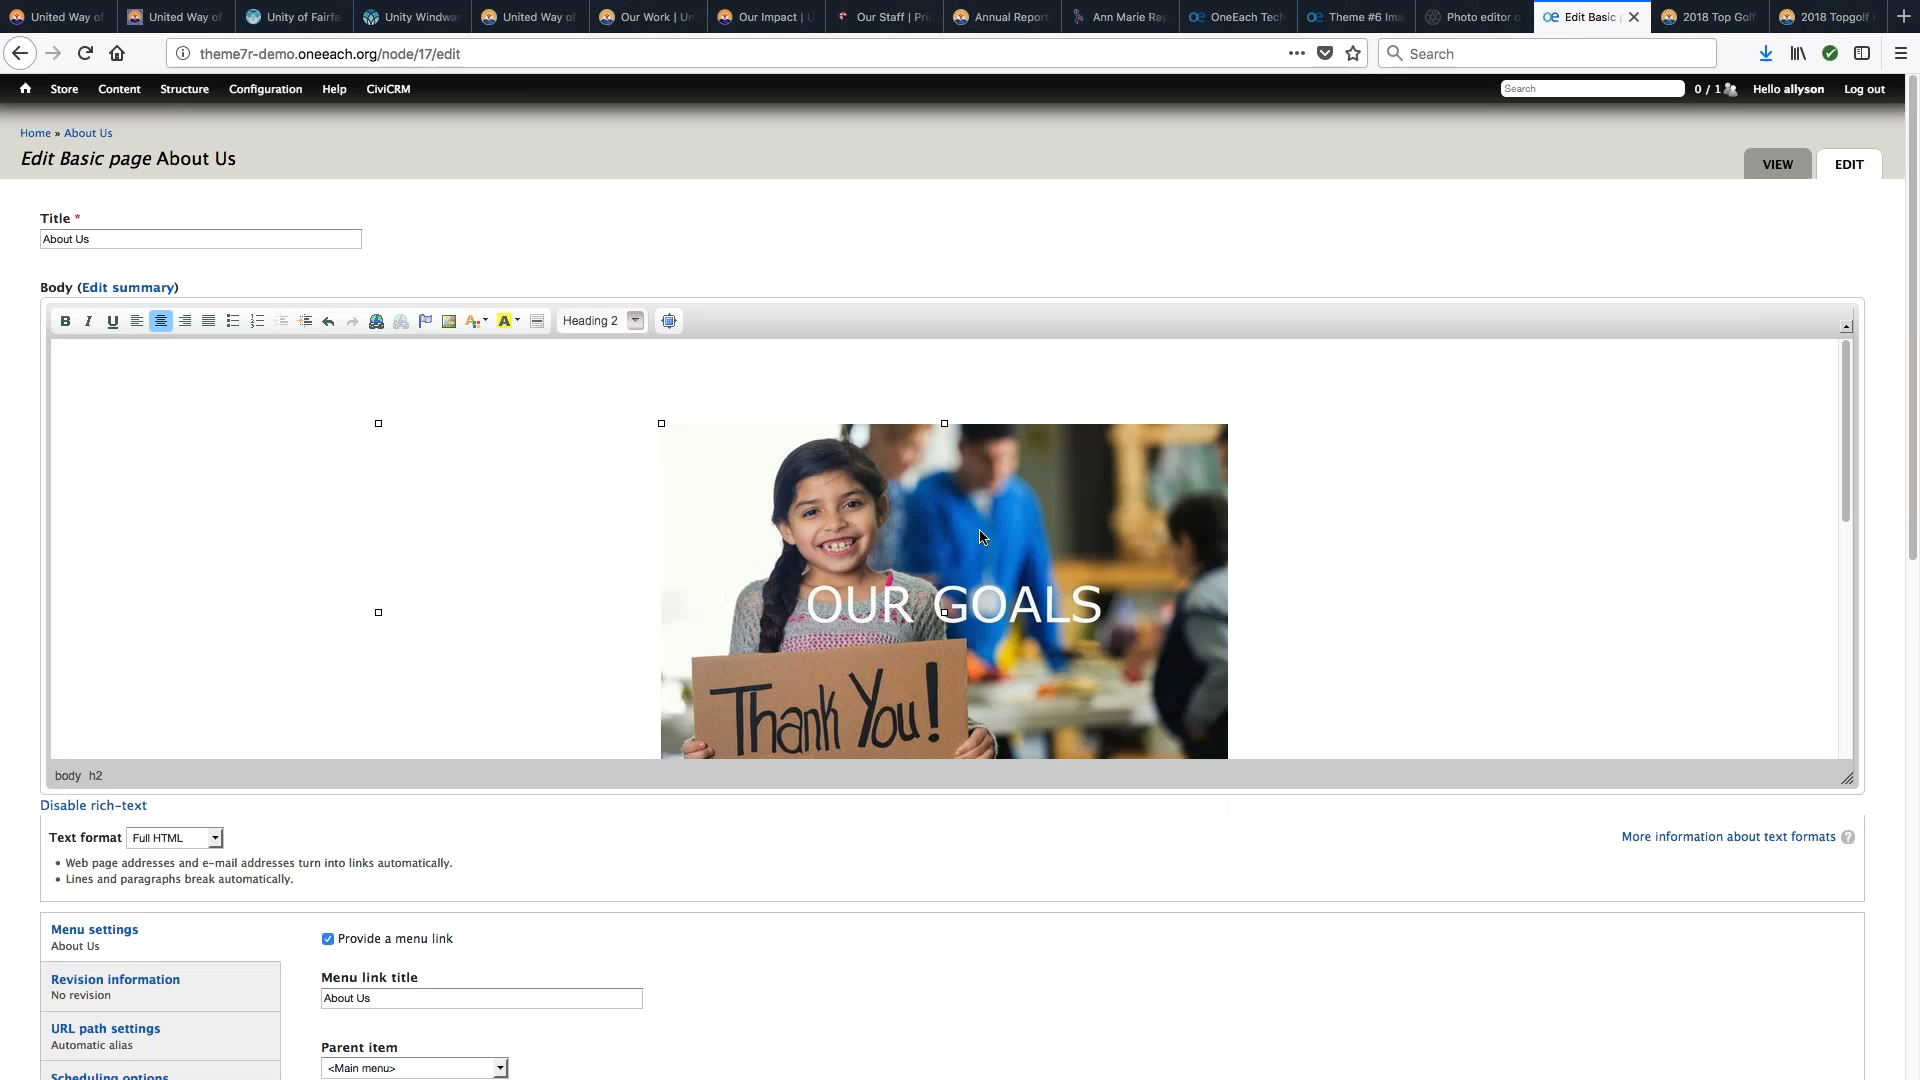 United Way of
United Way of
Unity of Fairfa
Unity Windwar
United Way of
Our Work | Un
Our Impact | U
Our Staff | Pri
Annual Report
Ann Marie Ray
OneEach Tech
Theme #6 Ima
Photo editor o
Edit Basic
2018 Top Golf
2018 Topgolf
theme7r-demo.oneeach.org/node/17/edit
Search
Store Content Structure Configuration Help CiviCRM
Search
0 / 1
Hello allyson
Log out
Home » About Us
Edit Basic page About Us
VIEW
EDIT
Title *
About Us
Body (Edit summary)
B I U
A
A
Heading 2
OUR GOALS
Thank You!
body h2
Disable rich-text
Text format Full HTML
More information about text formats ?
• Web page addresses and e-mail addresses turn into links automatically.
• Lines and paragraphs break automatically.
Menu settings
About Us
Provide a menu link
Menu link title
About Us
Revision information
No revision
URL path settings
Automatic alias
Parent item
<Main menu>
Scheduling options